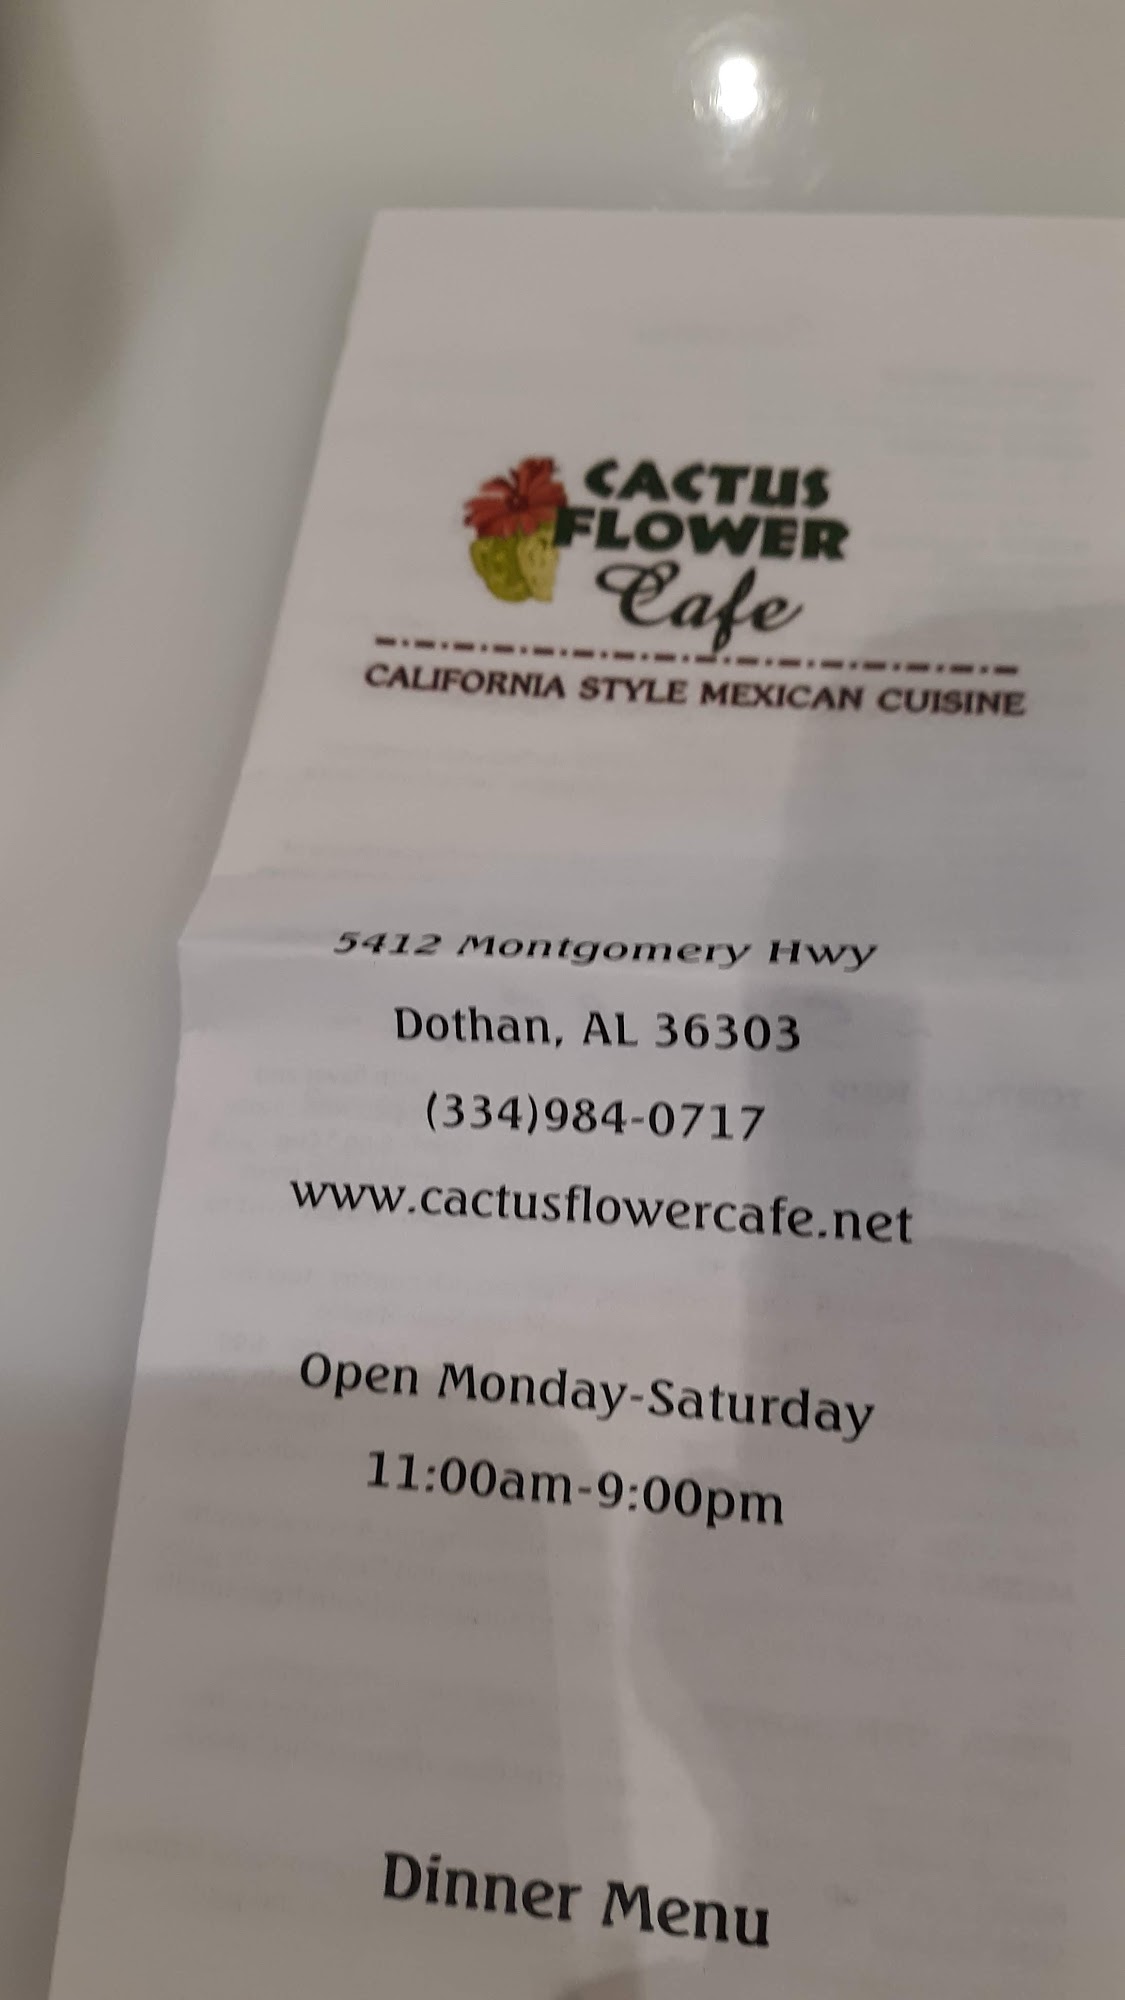 CACTUS
FLOWER
Cafe
CALIFORNIA STYLE MEXICAN CUISINE
5412 Montgomery Hwy
Dothan, AL 36303
(334)984-0717
www.cactusflowercafe.net
Open Monday-Saturday
11:00am-9:00pm
Dinner Menu